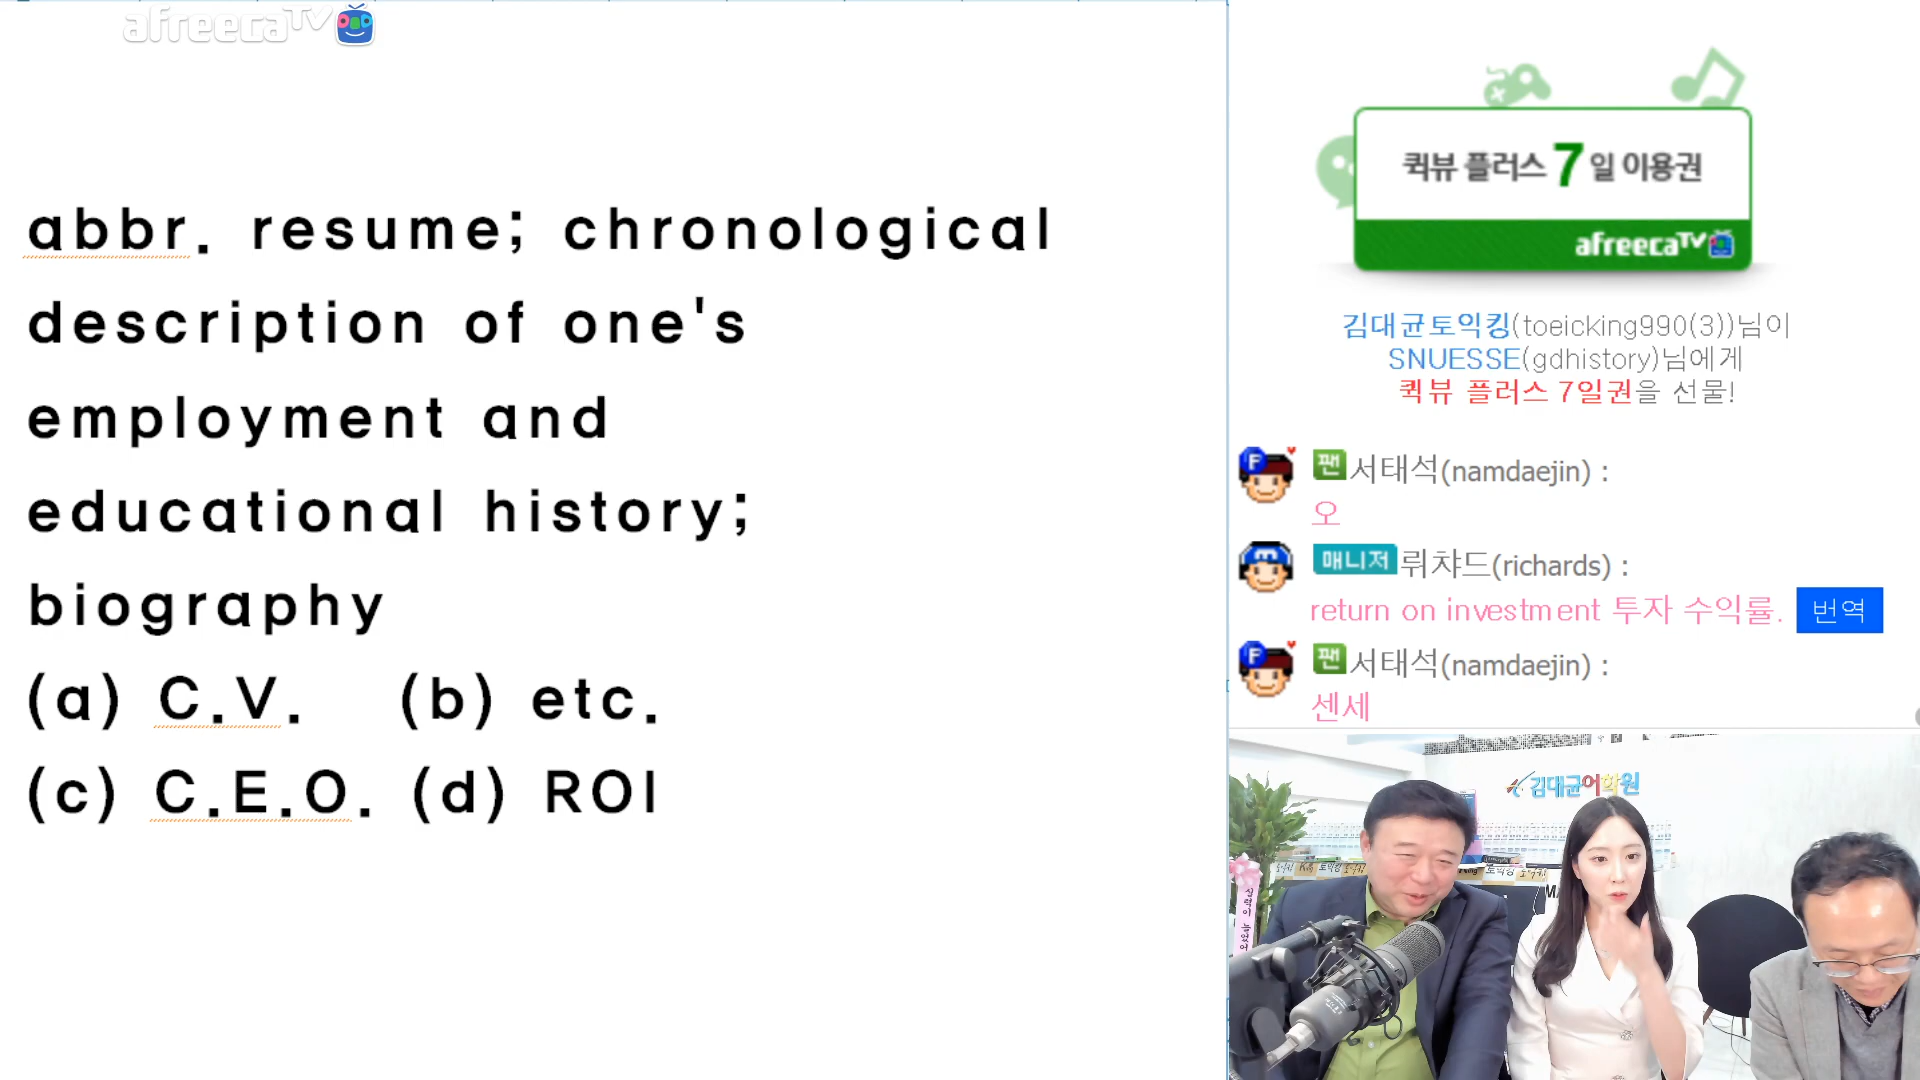 afreecaTV
abbr. resume; chronological
description of one's
employment and
educational history;
biography
(a) C.V. (b) etc.
(c) C.E.O. (d) ROI
퀵뷰 플러스 7일 이용권
afreecaTV
김대균토익킹(toeicking990(3))님이
SNUESSE(gdhistory)님에게
퀵뷰 플러스 7일권을 선물!
F 팬 서태석(namdaejin) :
오
m 매니저 뤄챠드(richards) :
return on investment 투자 수익률. 번역
F 팬 서태석(namdaejin) :
센세
김대균어학원